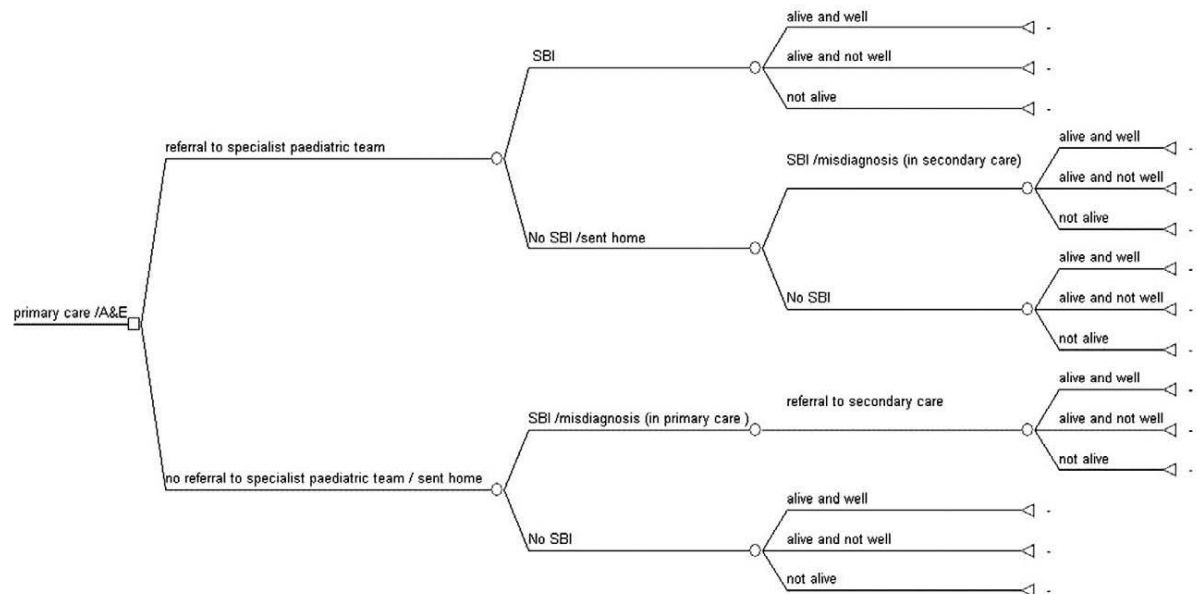 alive and well
SBI
alive and not well
not alive
referral to specialist paediatric team
SBI /misdiagnosis (in secondary care)
alive and well
alive and not well
not alive
No SBI /sent home
No SBI
alive and well
alive and not well
not alive
primary care /A&E
no referral to specialist paediatric team / sent home
SBI /misdiagnosis (in primary care )
referral to secondary care
alive and well
alive and not well
not alive
No SBI
alive and well
alive and not well
not alive